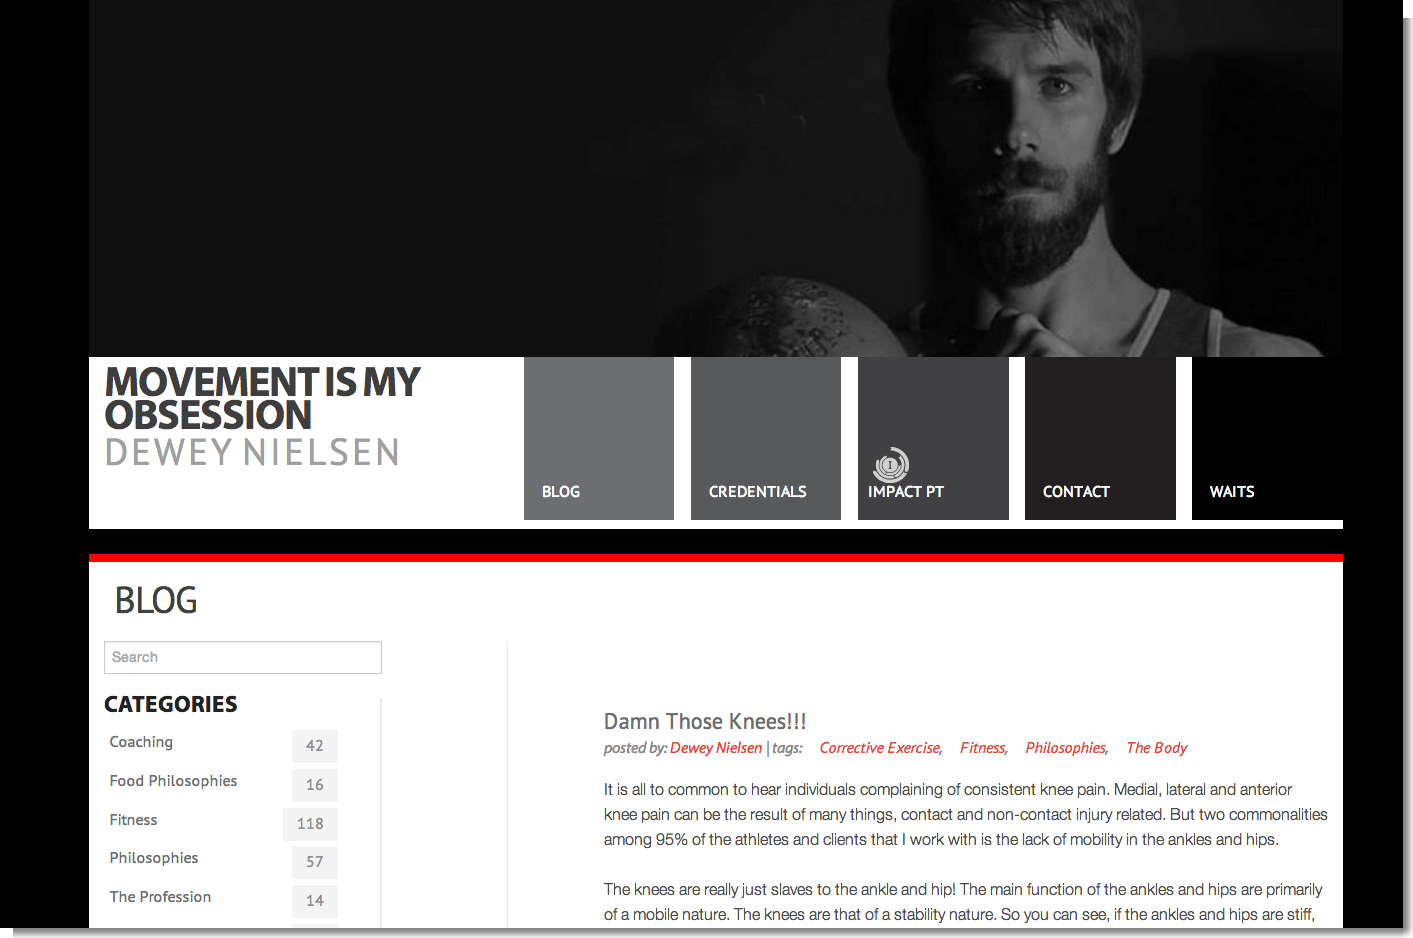 MOVEMENT IS MY
OBSESSION
DEWEY NIELSEN
BLOG
CREDENTIALS
I
IMPACT PT
CONTACT
WAITS
BLOG
Search
CATEGORIES
Coaching 42
Food Philosophies 16
Fitness 118
Philosophies 57
The Profession 14
Damn Those Knees!!!
posted by: Dewey Nielsen | tags: Corrective Exercise, Fitness, Philosophies, The Body
It is all to common to hear individuals complaining of consistent knee pain. Medial, lateral and anterior
knee pain can be the result of many things, contact and non-contact injury related. But two commonalities
among 95% of the athletes and clients that I work with is the lack of mobility in the ankles and hips.
The knees are really just slaves to the ankle and hip! The main function of the ankles and hips are primarily
of a mobile nature. The knees are that of a stability nature. So you can see, if the ankles and hips are stiff,